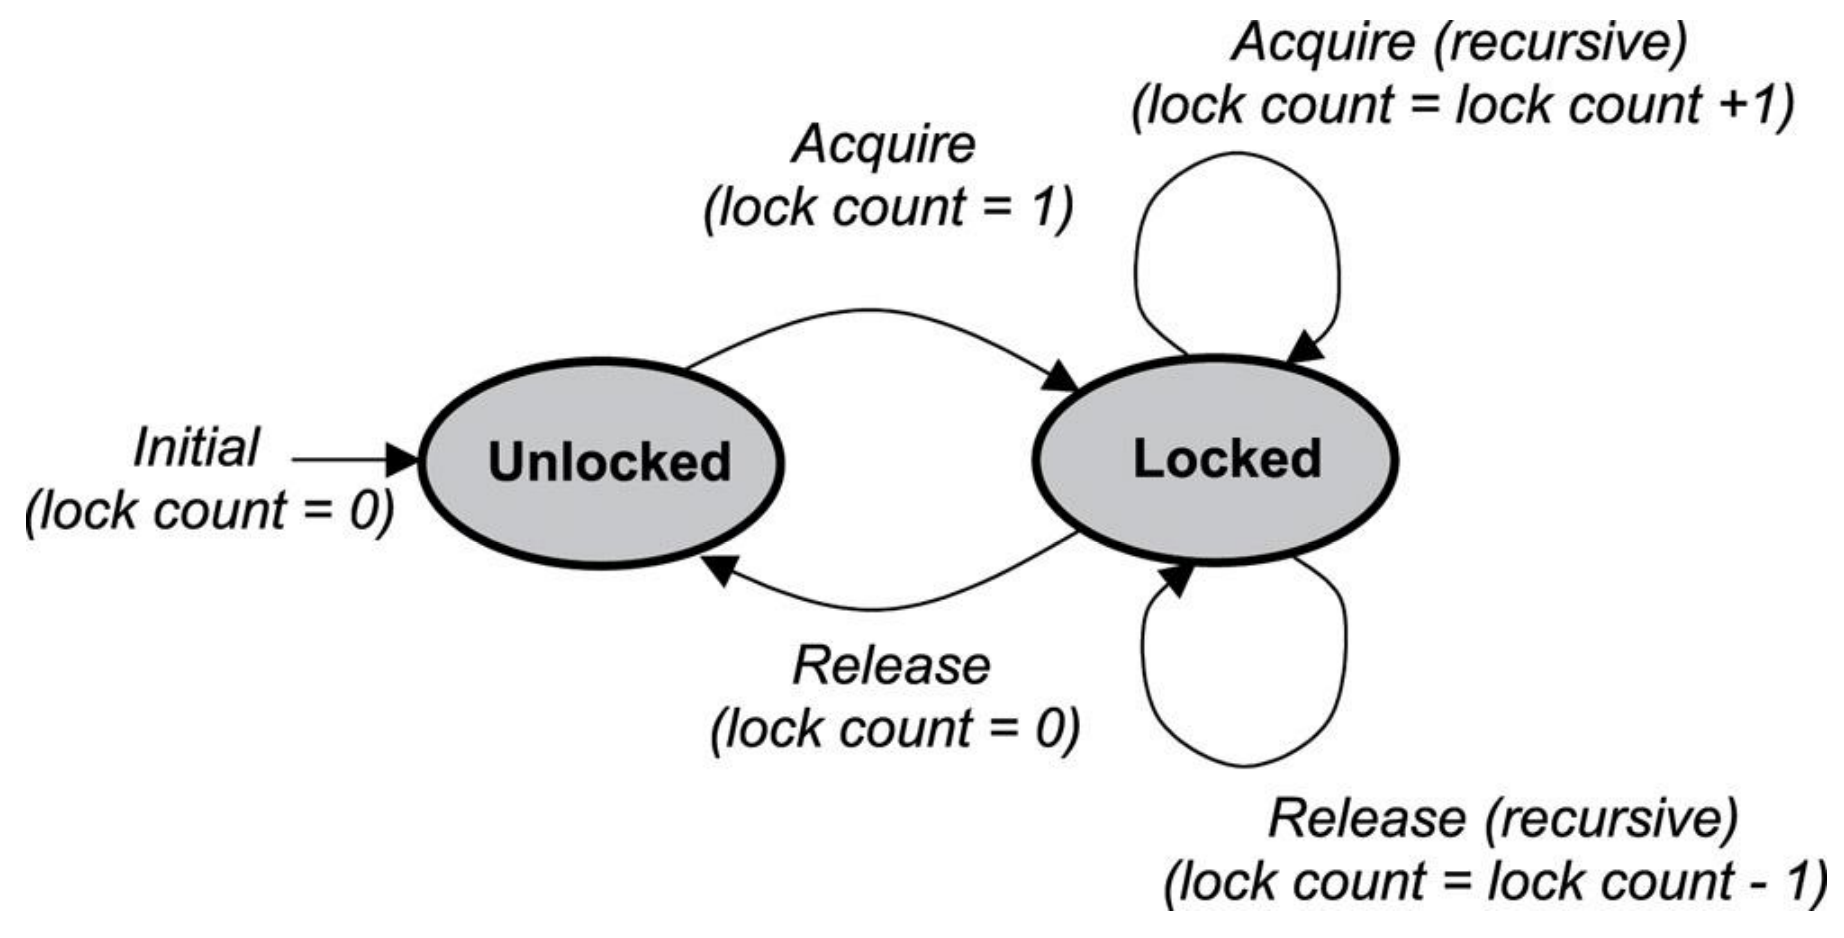 Acquire (recursive)
(lock count = lock count +1)
Acquire
(lock count = 1)
Initial
(lock count = 0)
Unlocked
Locked
Release
(lock count = 0)
Release (recursive)
(lock count = lock count - 1)